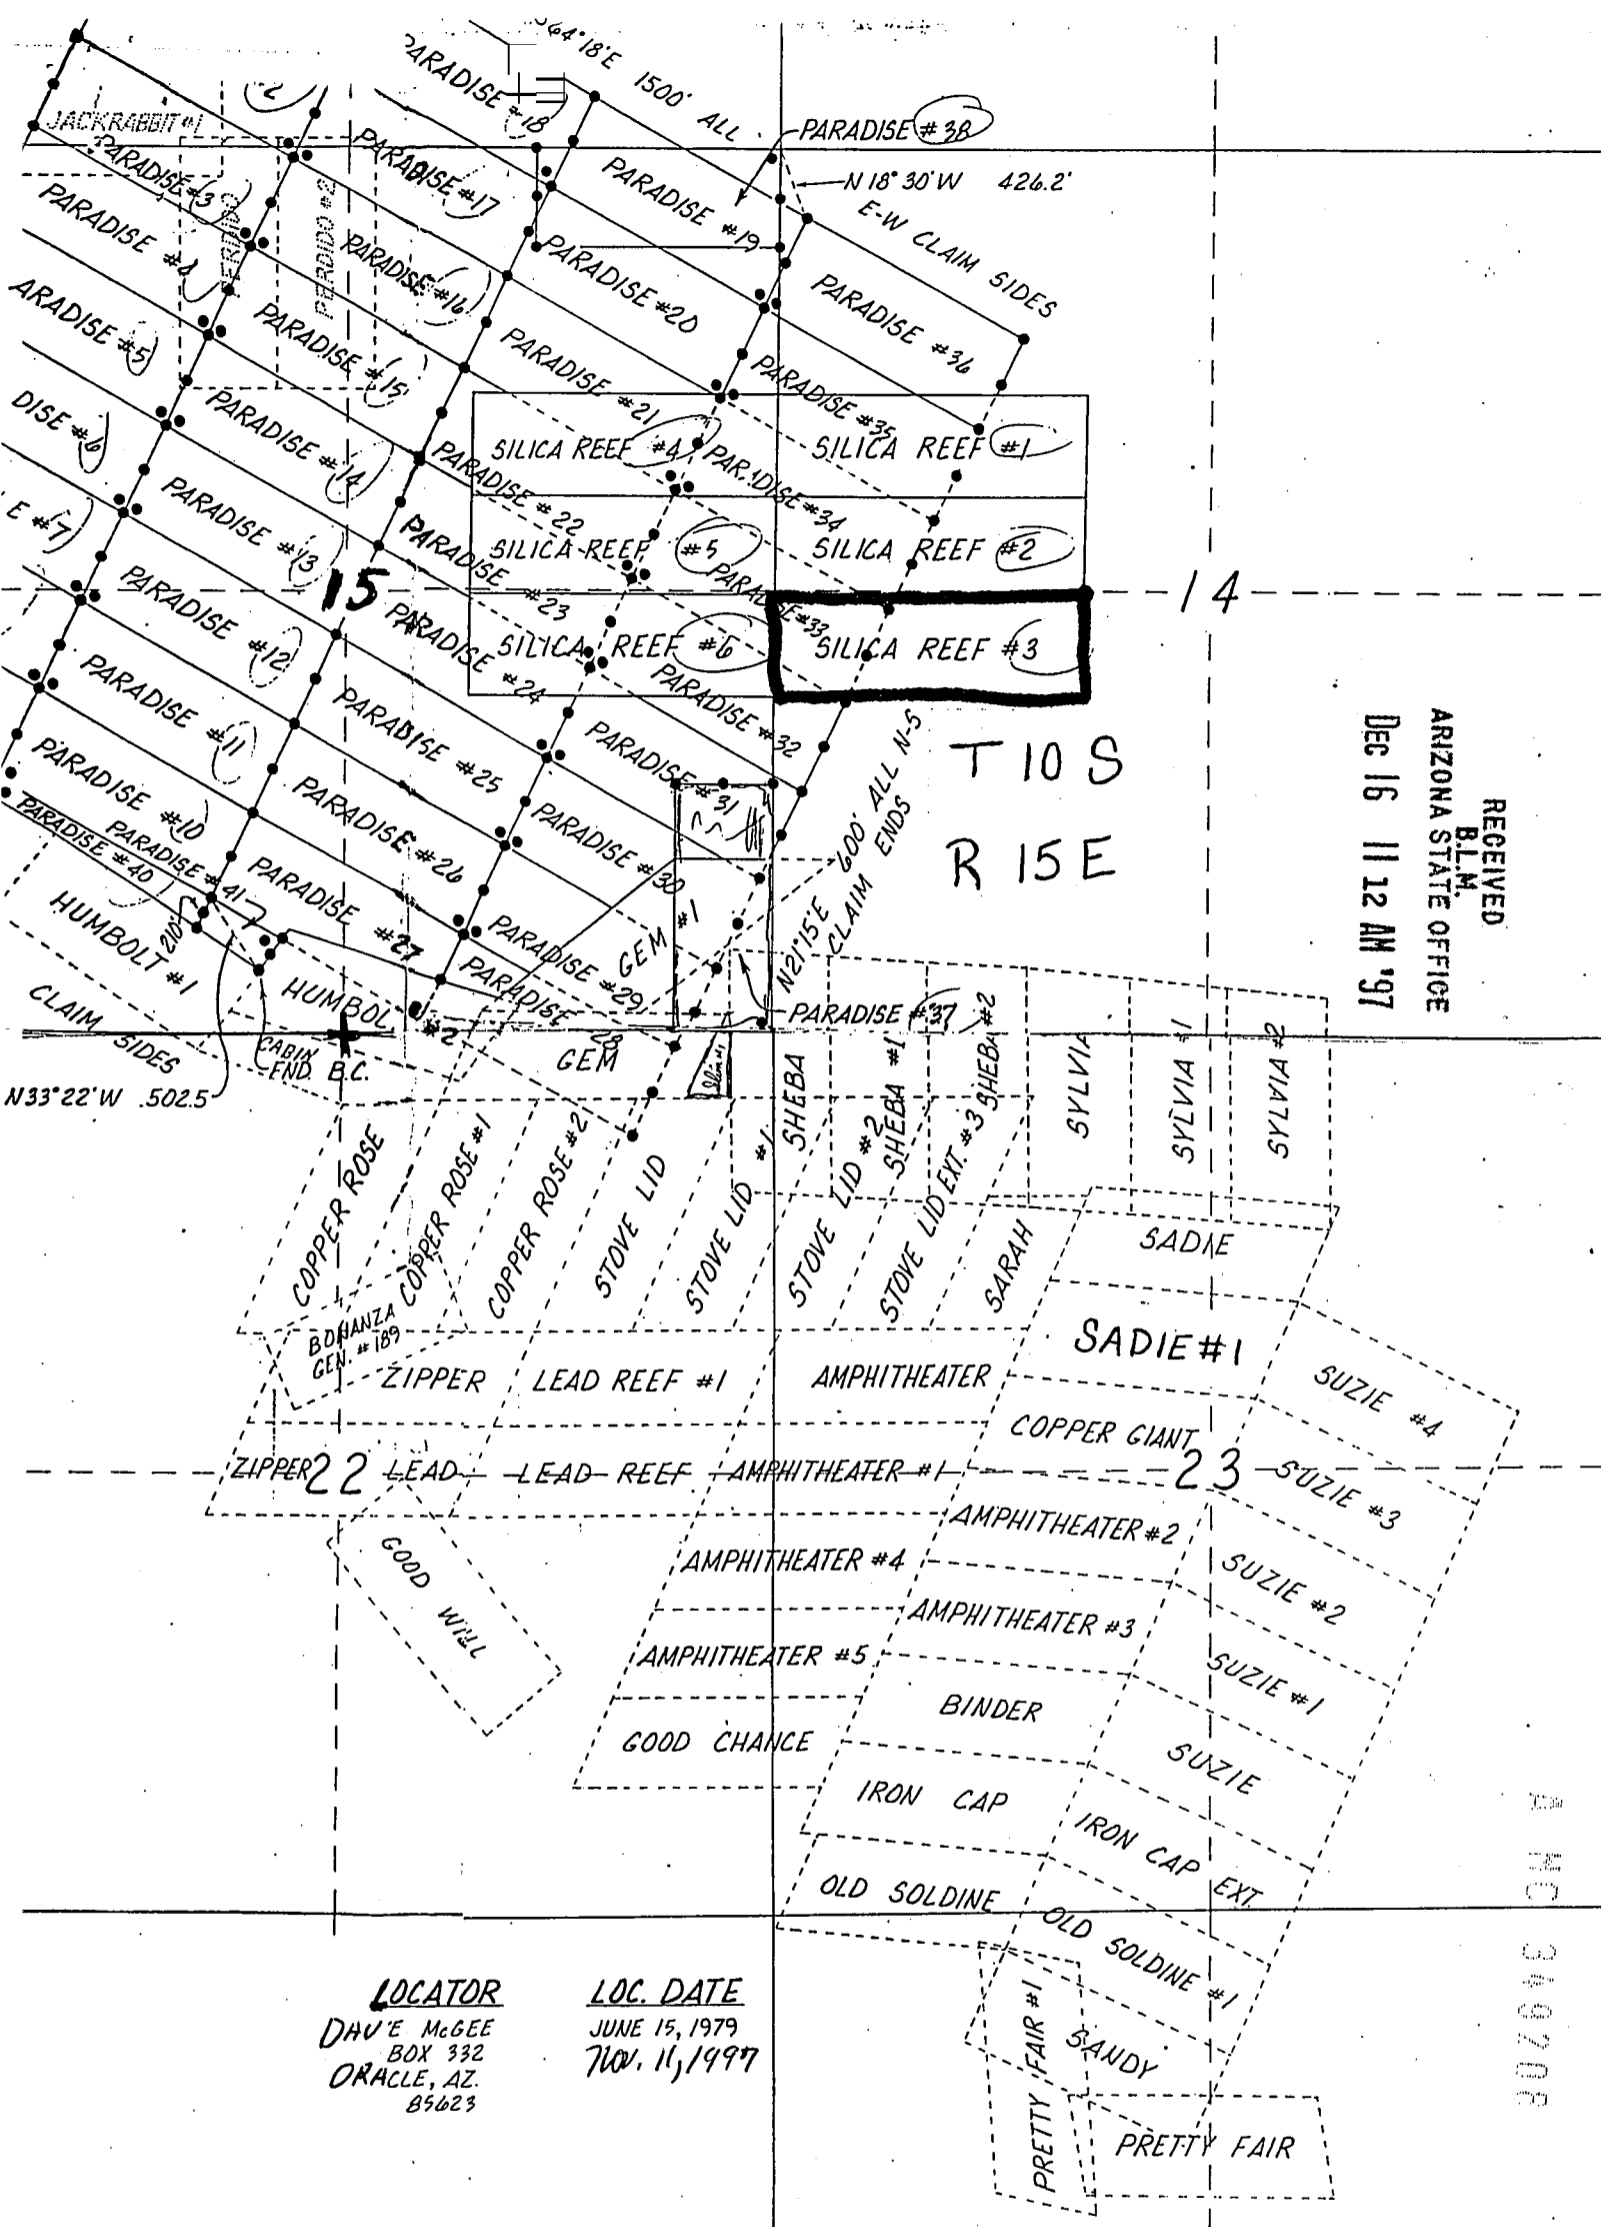 64°18'E 1500' ALL
PARADISE #18
PARADISE #38
N 18° 30' W 426.2'
E-W CLAIM SIDES
JACKRABBIT #1
#2
PARADISE #3
PARADISE #17
PARADISE #19
PARADISE #4
PERDIDO
PERDIDO #2
PARADISE #16
PARADISE #20
PARADISE #36
ARADISE #5
PARADISE #15
PARADISE #21
PARADISE #35
DISE #6
PARADISE #14
SILICA REEF #4
SILICA REEF #1
PARADISE #22
PARADISE #34
E #7
PARADISE #13
SILICA REEF #5
SILICA REEF #2
PARADISE #23
PARADISE #33
15
14
PARADISE #12
PARADISE #24
SILICA REEF #6
SILICA REEF #3
PARADISE #11
PARADISE #25
PARADISE #32
T 10 S
R 15 E
RECEIVED
B.L.M.
ARIZONA STATE OFFICE
DEC 16 11 12 AM '97
PARADISE #10
PARADISE #26
PARADISE #31
PARADISE #40
PARADISE #41
PARADISE #30
600' ALL N-S
N21°15'E CLAIM ENDS
HUMBOLT #1
210
PARADISE #27
PARADISE #29
GEM #1
PARADISE 28
PARADISE #37
CLAIM SIDES
HUMBOL #2
CABIN
FND. B.C.
GEM
N33°22'W 502.5
SHEBA
SHEBA #1
SHEBA #2
SYLVIA
SYLVIA #1
SYLVIA #2
COPPER ROSE
COPPER ROSE #1
COPPER ROSE #2
STOVE LID
STOVE LID #1
STOVE LID #2
STOVE LID EXT. #3
SARAH
SADIE
BONANZA
GEN. #189
SADIE #1
ZIPPER
LEAD REEF #1
AMPHITHEATER
SUZIE #4
COPPER GIANT
ZIPPER
22
LEAD
LEAD REEF
AMPHITHEATER #1
23
SUZIE #3
GOOD WILL
AMPHITHEATER #2
AMPHITHEATER #4
SUZIE #2
AMPHITHEATER #3
AMPHITHEATER #5
SUZIE #1
BINDER
GOOD CHANCE
SUZIE
IRON CAP
IRON CAP EXT.
OLD SOLDINE
OLD SOLDINE #1
A MC 349708
LOCATOR
DAVE McGEE
BOX 332
ORACLE, AZ.
85623
LOC. DATE
JUNE 15, 1979
NOV. 11, 1997
PRETTY FAIR #1
SANDY
PRETTY FAIR